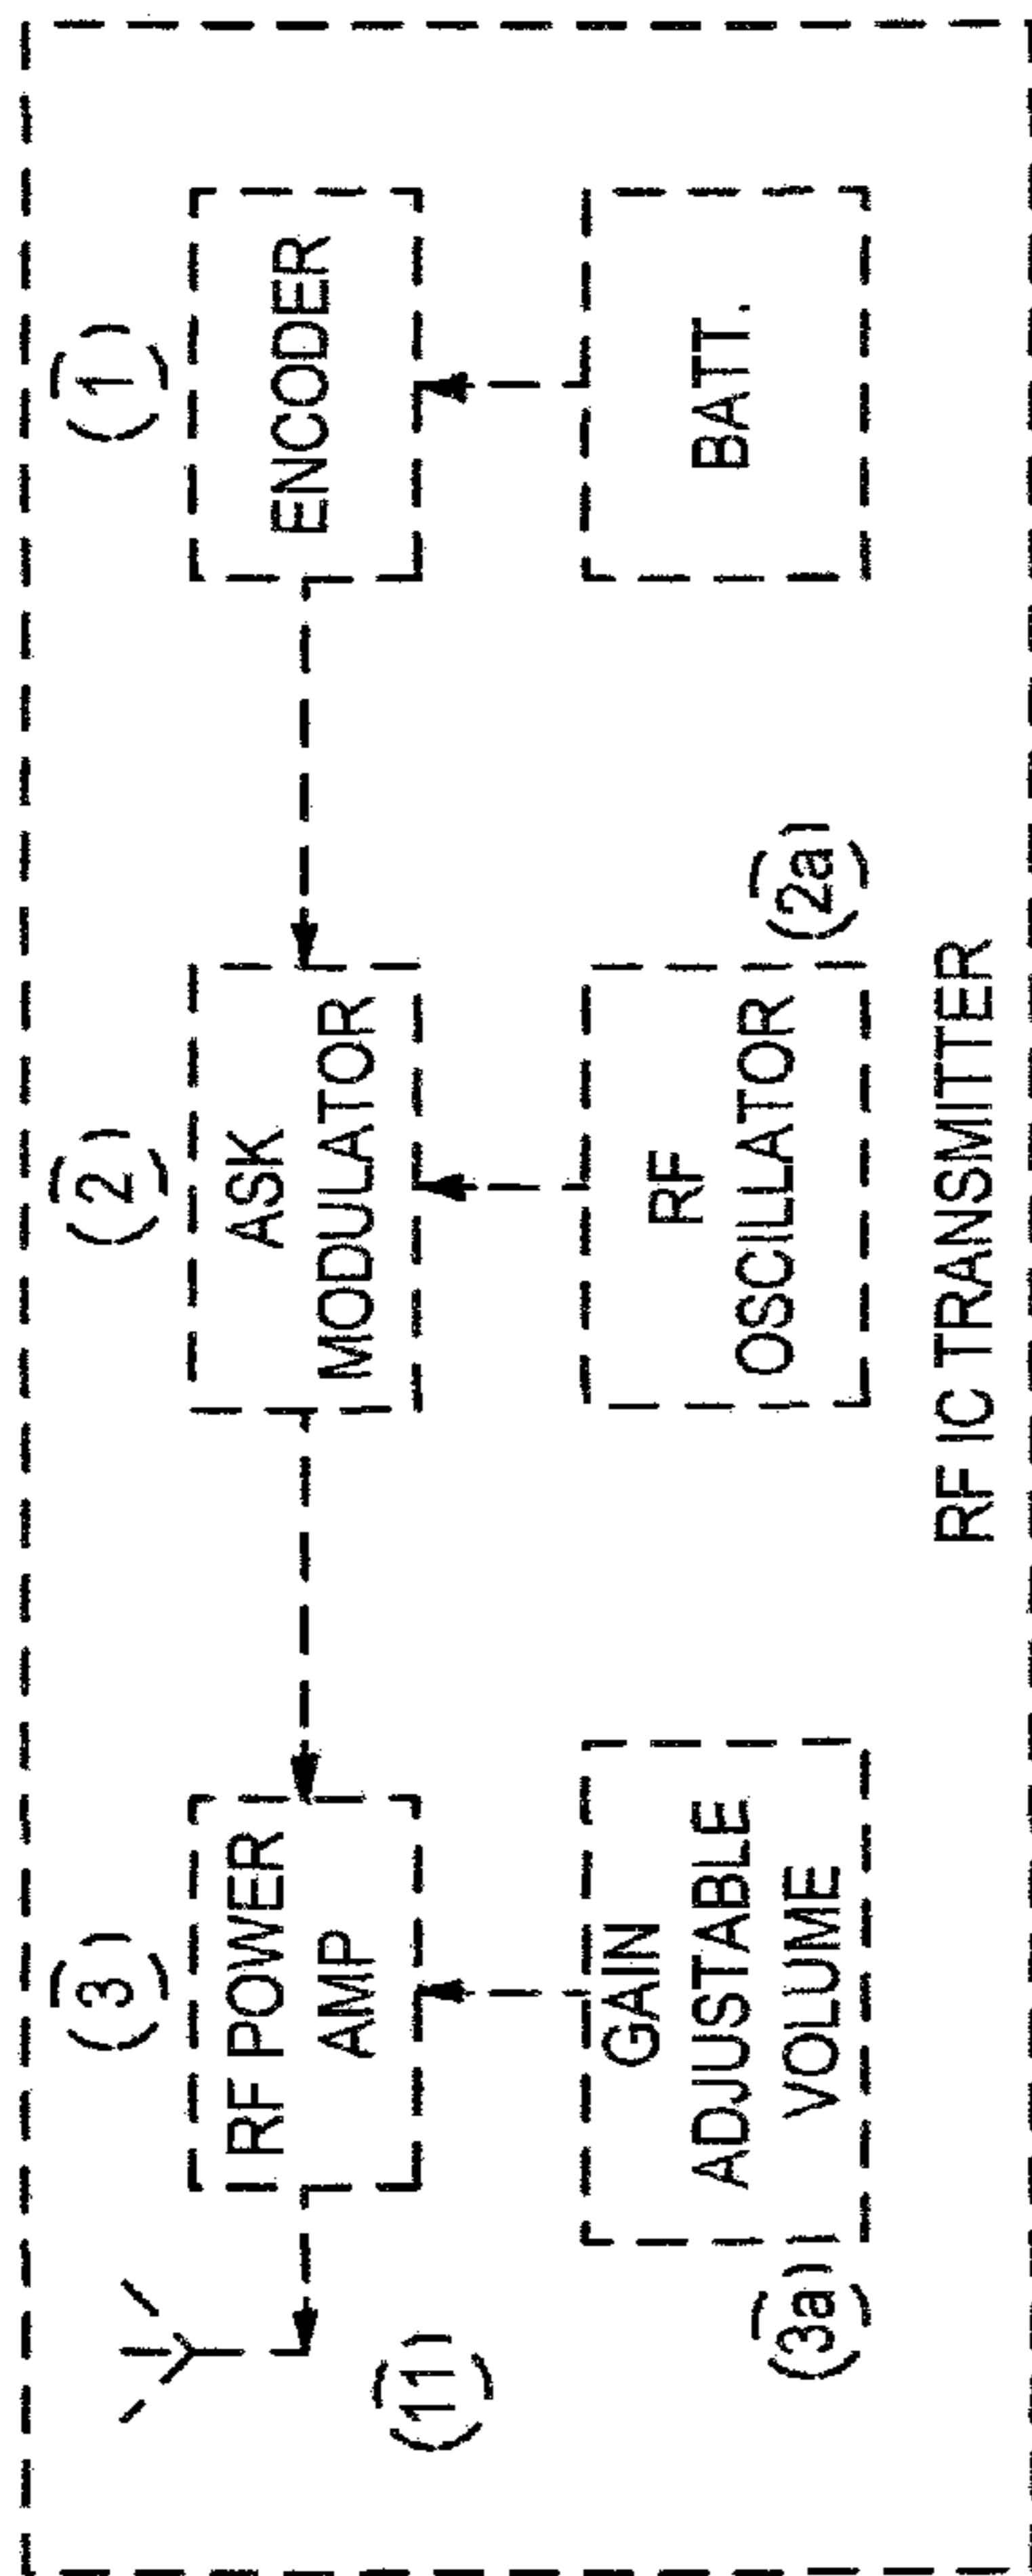 (3)
(2)
(1)
RF POWER
AMP
ASK
MODULATOR
ENCODER
(11)
GAIN
ADJUSTABLE
VOLUME
(3a)
RF
OSCILLATOR
(2a)
BATT.
RF IC TRANSMITTER